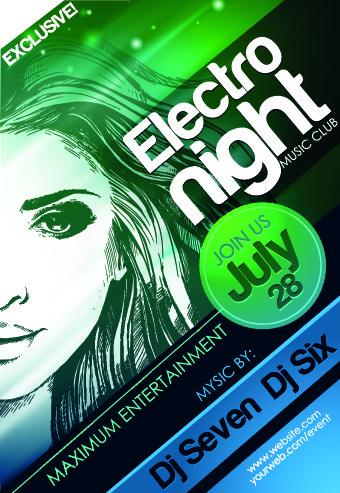 EXCLUSIVE!
Electro
night
MUSIC CLUB
JOIN US
July
28
MAXIMUM ENTERTAINMENT
MYSIC BY:
Dj Seven Dj Six
www.website.com
yourweb.com/event